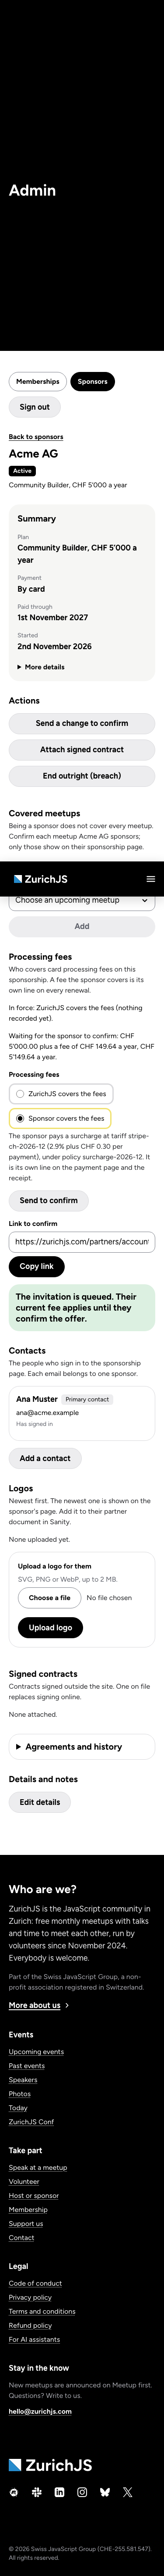 Admin
Memberships
Sponsors
Sign out
Back to sponsors
Acme AG
Active
Community Builder, CHF 5'000 a year
Summary
Plan
Community Builder, CHF 5'000 a
year
Payment
By card
Paid through
1st November 2027
Started
2nd November 2026
More details
Actions
Send a change to confirm
Attach signed contract
End outright (breach)
Covered meetups
Being a sponsor does not cover every meetup.
Confirm each meetup Acme AG sponsors;
only those show on their sponsorship page.
ZurichJS
Choose an upcoming meetup
Add
Processing fees
Who covers card processing fees on this
sponsorship. A fee the sponsor covers is its
own line on every renewal.
In force: ZurichJS covers the fees (nothing
recorded yet).
Waiting for the sponsor to confirm: CHF
5'000.00 plus a fee of CHF 149.64 a year, CHF
5'149.64 a year.
Processing fees
ZurichJS covers the fees
Sponsor covers the fees
The sponsor pays a surcharge at tariff stripe-
ch-2026-12 (2.9% plus CHF 0.30 per
payment), under policy surcharge-2026-12. It
is its own line on the payment page and the
receipt.
Send to confirm
Link to confirm
https://zurichjs.com/partners/account
Copy link
The invitation is queued. Their
current fee applies until they
confirm the offer.
Contacts
The people who sign in to the sponsorship
page. Each email belongs to one sponsor.
Ana Muster
Primary contact
ana@acme.example
Has signed in
Add a contact
Logos
Newest first. The newest one is shown on the
sponsor's page. Add it to their partner
document in Sanity.
None uploaded yet.
Upload a logo for them
SVG, PNG or WebP, up to 2 MB.
Choose a file
No file chosen
Upload logo
Signed contracts
Contracts signed outside the site. One on file
replaces signing online.
None attached.
Agreements and history
Details and notes
Edit details
Who are we?
ZurichJS is the JavaScript community in
Zurich: free monthly meetups with talks
and time to meet each other, run by
volunteers since November 2024.
Everybody is welcome.
Part of the Swiss JavaScript Group, a non-
profit association registered in Switzerland.
More about us
Events
Upcoming events
Past events
Speakers
Photos
Today
ZurichJS Conf
Take part
Speak at a meetup
Volunteer
Host or sponsor
Membership
Support us
Contact
Legal
Code of conduct
Privacy policy
Terms and conditions
Refund policy
For AI assistants
Stay in the know
New meetups are announced on Meetup first.
Questions? Write to us.
hello@zurichjs.com
ZurichJS
© 2026 Swiss JavaScript Group (CHE-255.581.547).
All rights reserved.